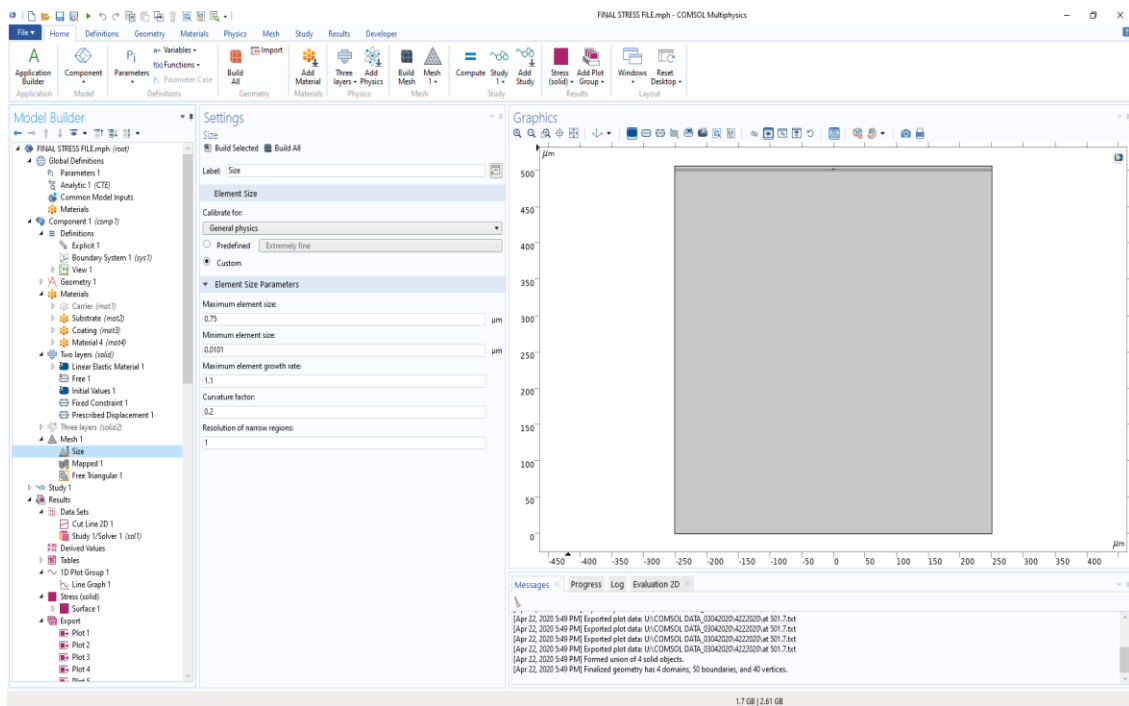 FINAL STRESS FILE.mph - COMSOL Multiphysics
File Home Definitions Geometry Materials Physics Mesh Study Results Developer
Application Builder
Component
Parameters
a= Variables
f(x) Functions
Pi Parameter Case
Build All
Import
Add Material
Three layers
Add Physics
Build Mesh
Mesh 1
Compute
Study 1
Add Study
Stress (solid)
Add Plot Group
Windows
Reset Desktop
Application Model Definitions Geometry Materials Physics Mesh Study Results Layout
Model Builder
FINAL STRESS FILE.mph (root)
Global Definitions
Pi Parameters 1
Analytic 1 (CTE)
Common Model Inputs
Materials
Component 1 (comp1)
Definitions
Explicit 1
Boundary System 1 (sys1)
View 1
Geometry 1
Materials
Carrier (mat1)
Substrate (mat2)
Coating (mat3)
Material 4 (mat4)
Two layers (solid)
Linear Elastic Material 1
Free 1
Initial Values 1
Fixed Constraint 1
Prescribed Displacement 1
Three layers (solid2)
Mesh 1
Size
Mapped 1
Free Triangular 1
Study 1
Results
Data Sets
Cut Line 2D 1
Study 1/Solver 1 (sol1)
Derived Values
Tables
1D Plot Group 1
Line Graph 1
Stress (solid)
Surface 1
Export
Plot 1
Plot 2
Plot 3
Plot 4
Settings
Size
Build Selected Build All
Label: Size
Element Size
Calibrate for:
General physics
Predefined Extremely fine
Custom
Element Size Parameters
Maximum element size:
0.75 µm
Minimum element size:
0.0101 µm
Maximum element growth rate:
1.1
Curvature factor:
0.2
Resolution of narrow regions:
1
Graphics
µm
500
450
400
350
300
250
200
150
100
50
0
µm
-450 -400 -350 -300 -250 -200 -150 -100 -50 0 50 100 150 200 250 300 350 400
Messages Progress Log Evaluation 2D
[Apr 22, 2020 5:49 PM] Exported plot data: U:\COMSOL DATA_03042020\4222020\at 501.7.txt
[Apr 22, 2020 5:49 PM] Exported plot data: U:\COMSOL DATA_03042020\4222020\at 501.7.txt
[Apr 22, 2020 5:49 PM] Exported plot data: U:\COMSOL DATA_03042020\4222020\at 501.7.txt
[Apr 22, 2020 5:49 PM] Formed union of 4 solid objects.
[Apr 22, 2020 5:49 PM] Finalized geometry has 4 domains, 50 boundaries, and 40 vertices.
1.7 GB | 2.61 GB